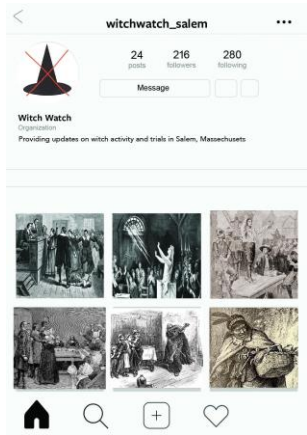 witchwatch_salem
24 216 280
posts followers following
Message
Witch Watch
Organization
Providing updates on witch activity and trials in Salem, Massechusets